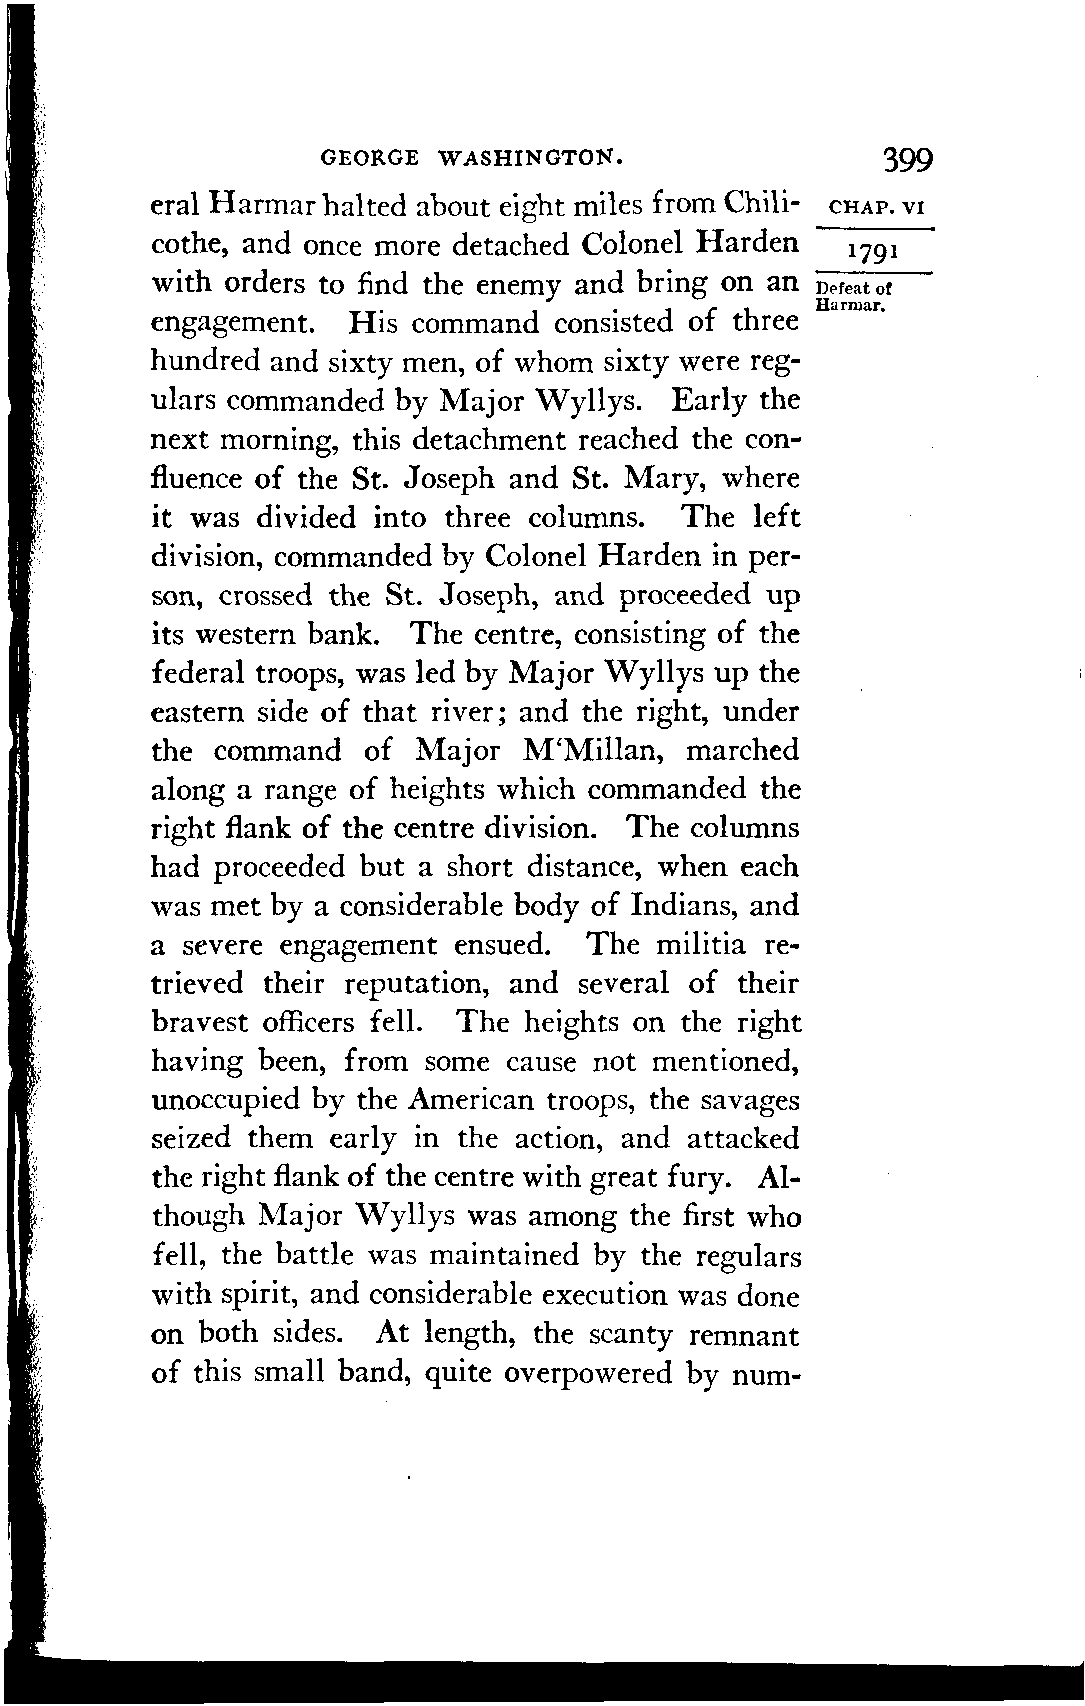 GEORGE WASHINGTON. 399
eral Harmar halted about eight miles from Chili-
cothe, and once more detached Colonel Harden
with orders to find the enemy and bring on an
engagement. His command consisted of three
hundred and sixty men, of whom sixty were reg-
ulars commanded by Major Wyllys. Early the
next morning, this detachment reached the con-
fluence of the St. Joseph and St. Mary, where
it was divided into three columns. The left
division, commanded by Colonel Harden in per-
son, crossed the St. Joseph, and proceeded up
its western bank. The centre, consisting of the
federal troops, was led by Major Wyllys up the
eastern side of that river; and the right, under
the command of Major M‘Millan, marched
along a range of heights which commanded the
right flank of the centre division. The columns
had proceeded but a short distance, when each
was met by a considerable body of Indians, and
a severe engagement ensued. The militia re-
trieved their reputation, and several of their
bravest officers fell. The heights on the right
having been, from some cause not mentioned,
unoccupied by the American troops, the savages
seized them early in the action, and attacked
the right flank of the centre with great fury. Al-
though Major Wyllys was among the first who
fell, the battle was maintained by the regulars
with spirit, and considerable execution was done
on both sides. At length, the scanty remnant
of this small band, quite overpowered by num-
CHAP. VI
1791
Defeat of
Harmar.